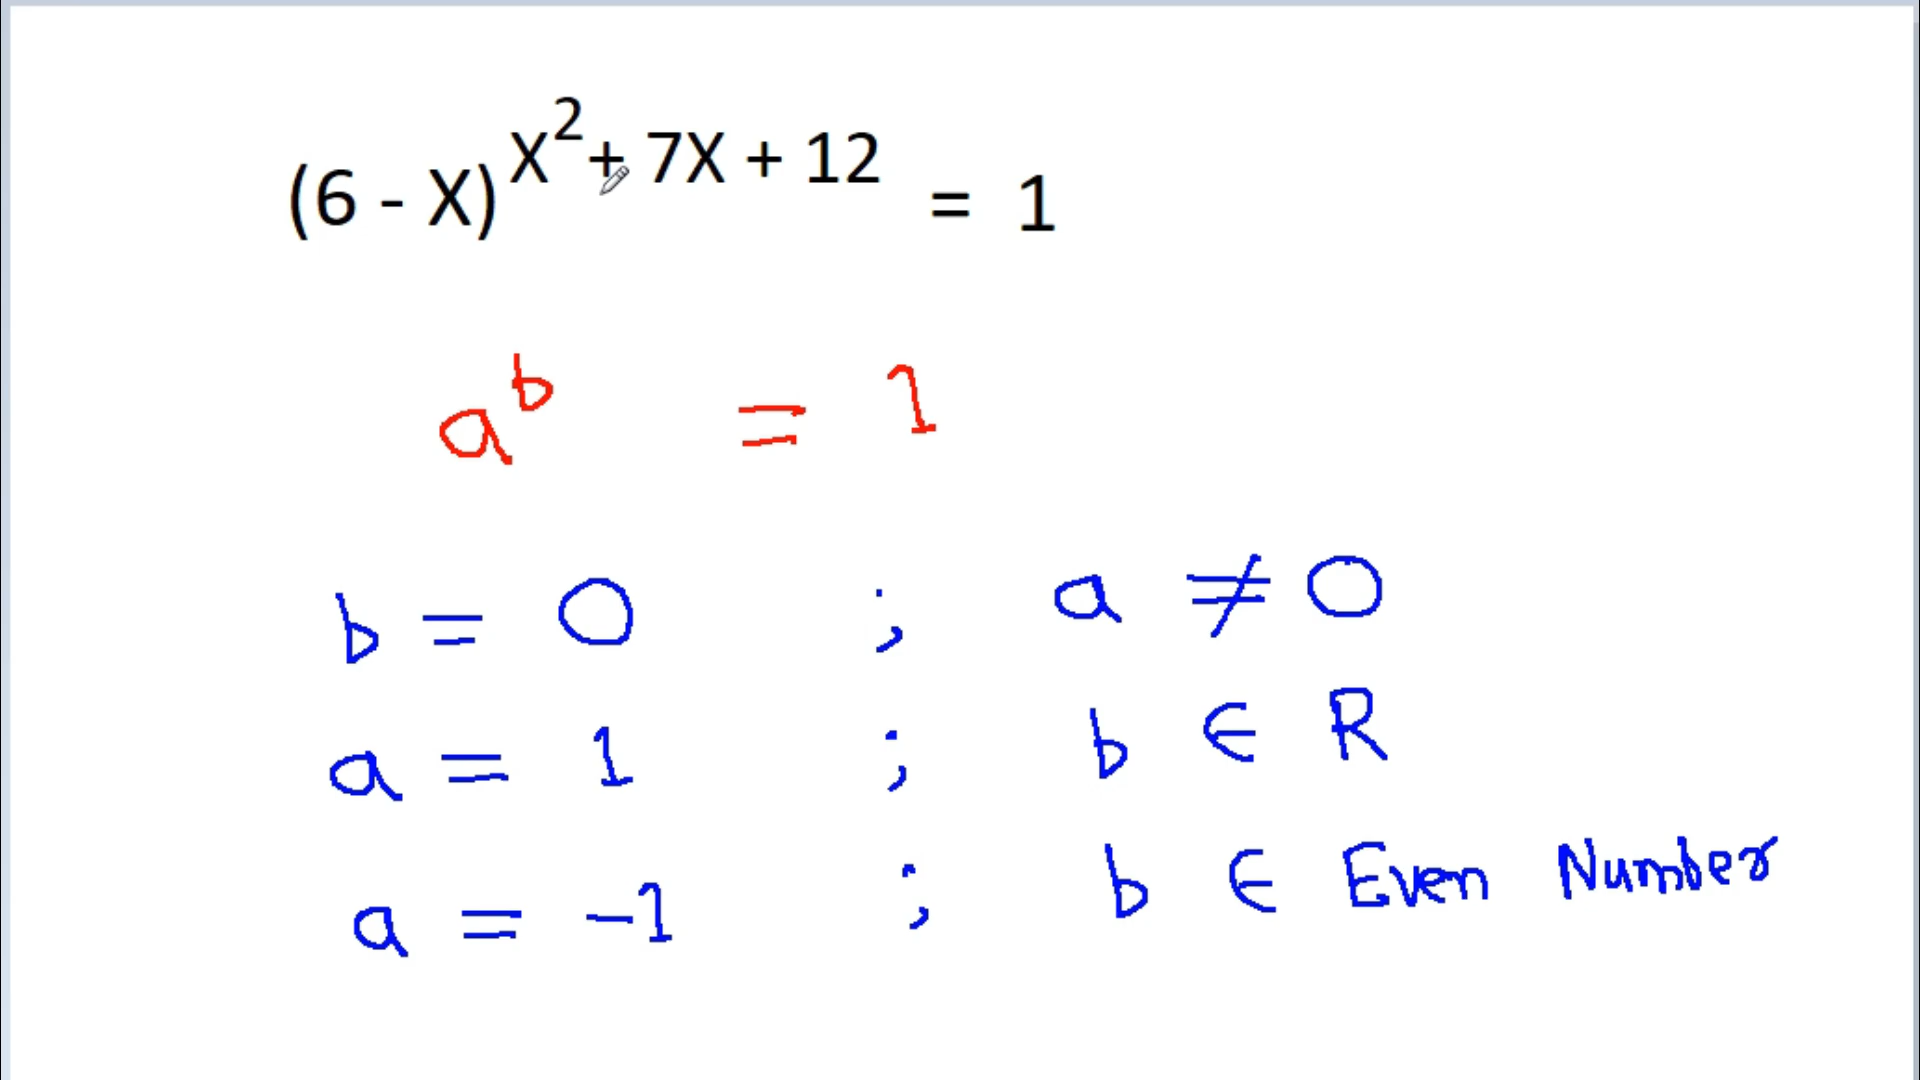 (6 - X)^X²+ 7X + 12 = 1
a^b = 1
b = 0 ; a ≠ 0
a = 1 ; b ∈ R
a = -1 ; b ∈ Even Number